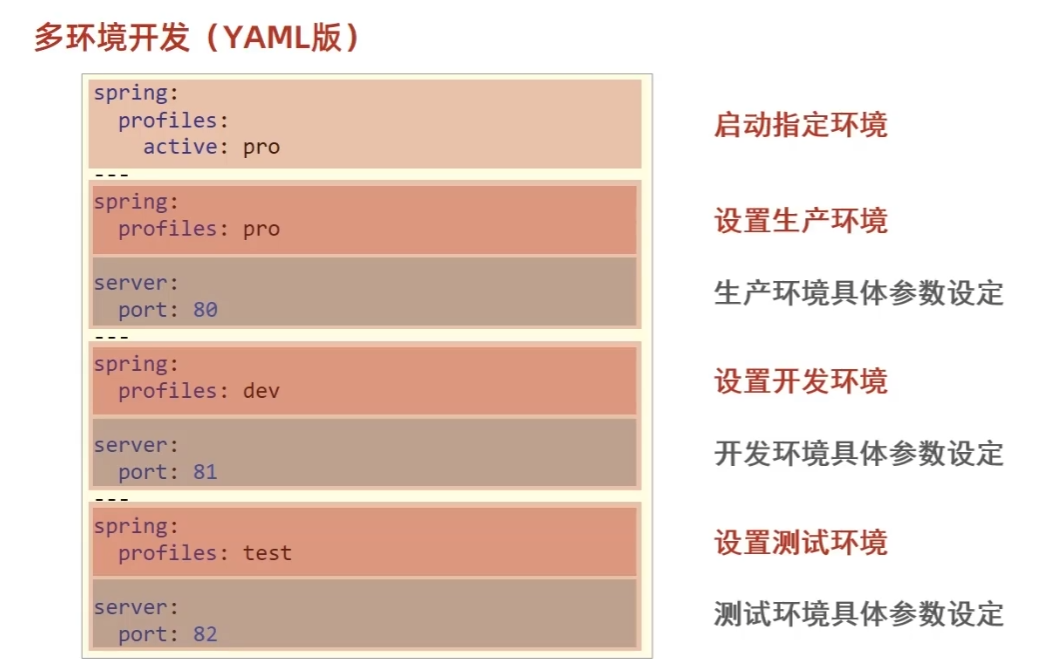 多环境开发（YAML版）
spring:
  profiles:
    active: pro
启动指定环境
---
spring:
  profiles: pro
设置生产环境
server:
  port: 80
生产环境具体参数设定
---
spring:
  profiles: dev
设置开发环境
server:
  port: 81
开发环境具体参数设定
---
spring:
  profiles: test
设置测试环境
server:
  port: 82
测试环境具体参数设定